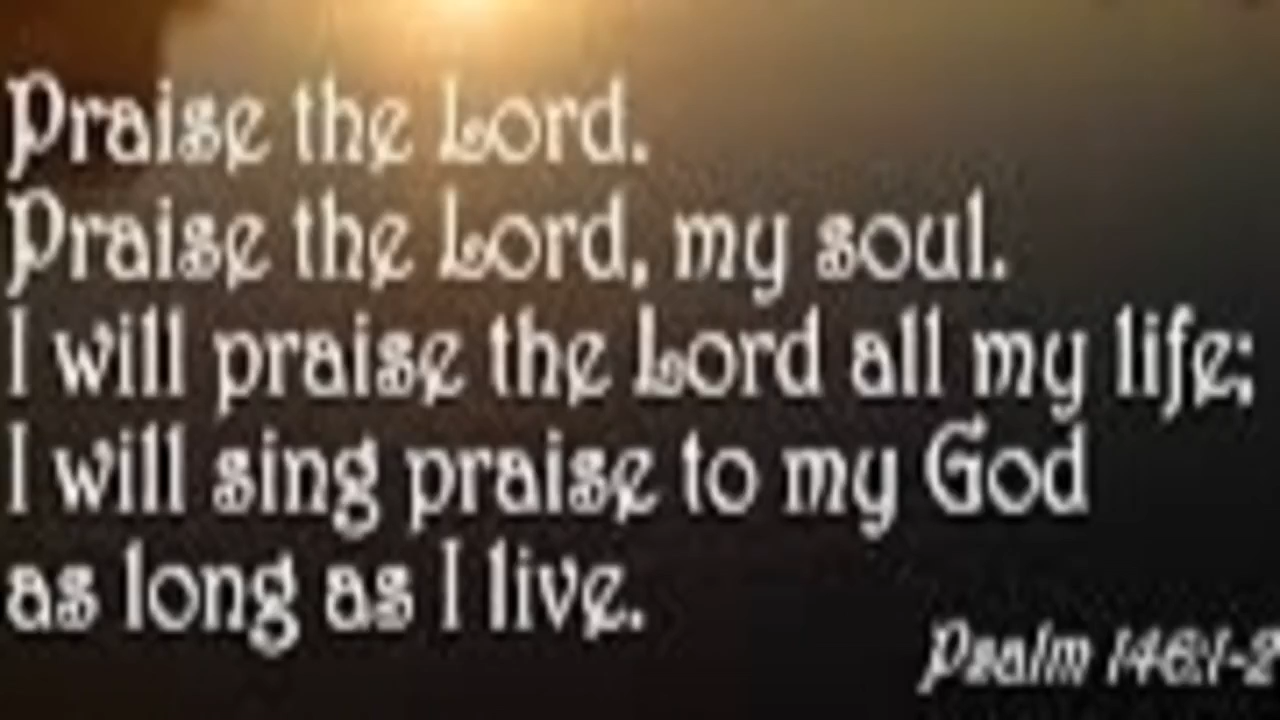 Praise the Lord.
Praise the Lord, my soul.
I will praise the Lord all my life;
I will sing praise to my God
as long as I live.
Psalm 146:1-2